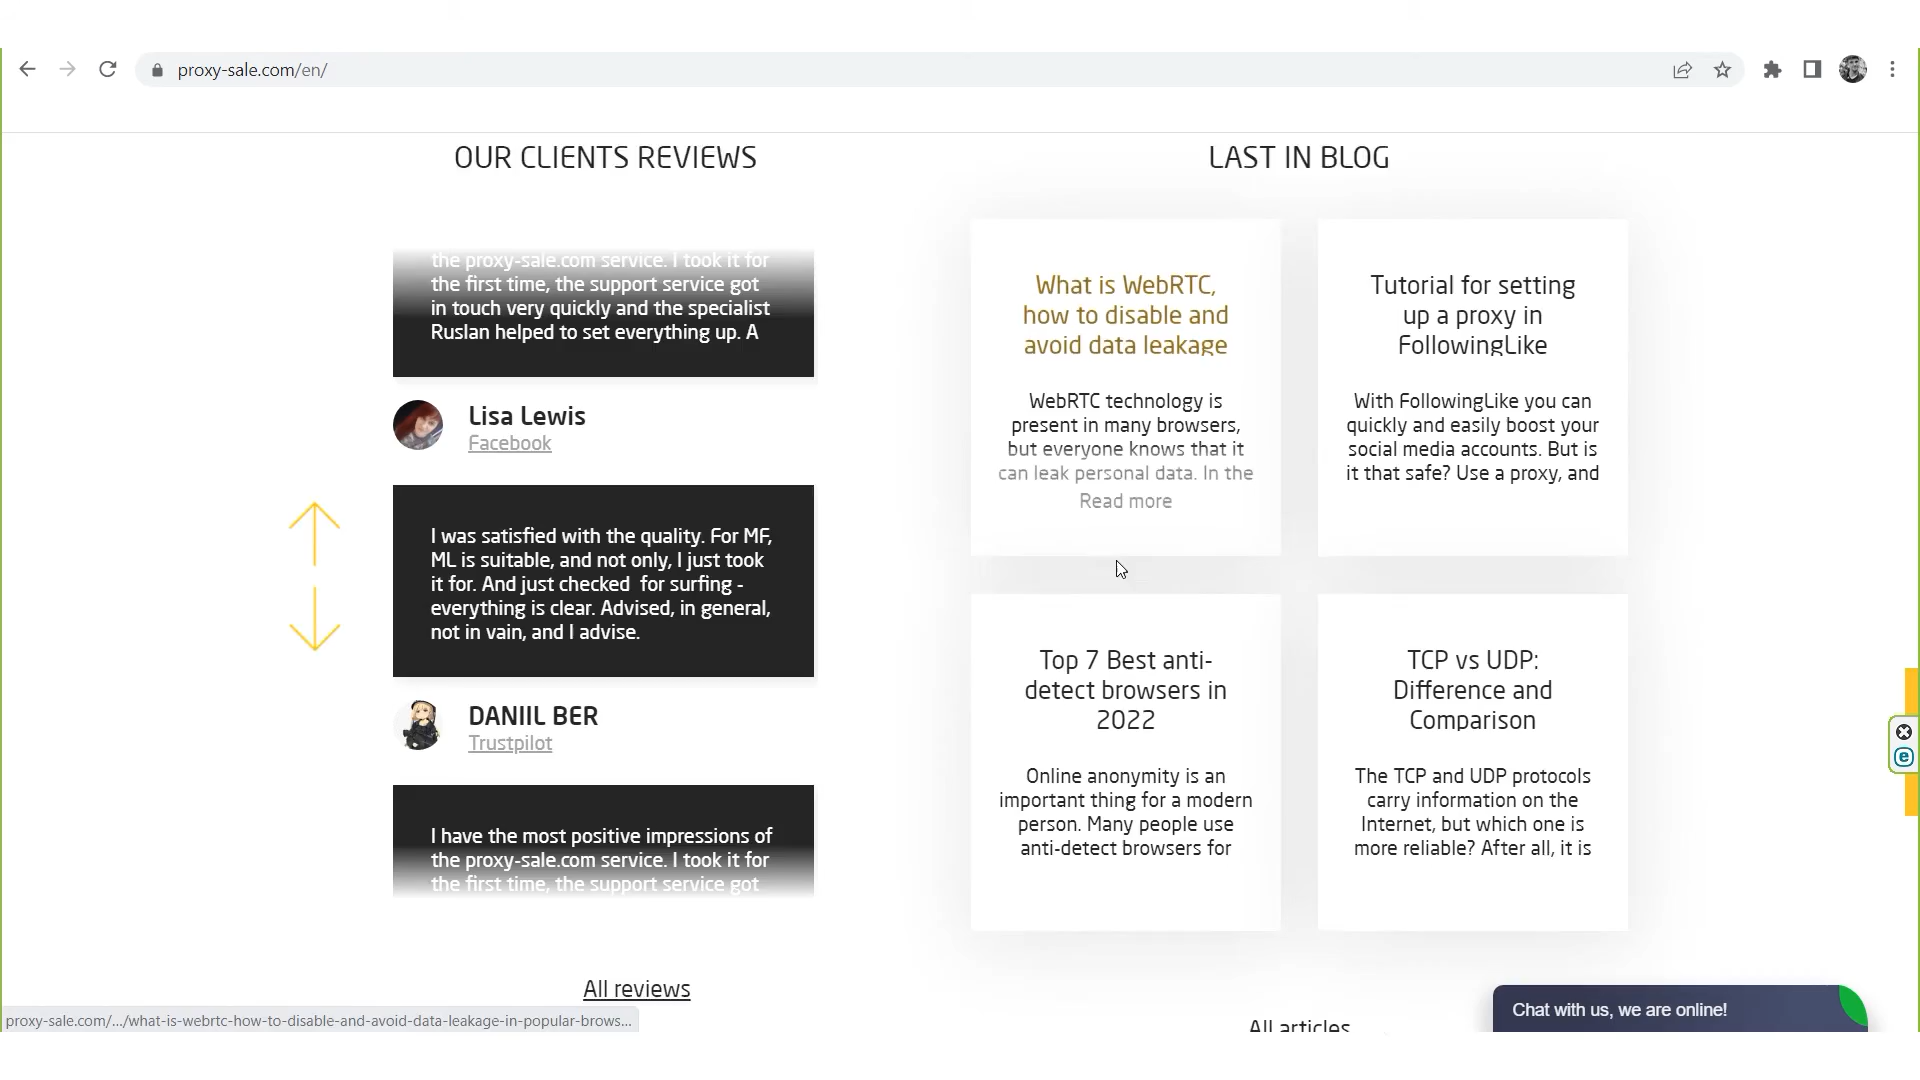 proxy-sale.com/en/
OUR CLIENTS REVIEWS
the proxy-sale.com service. I took it for
the first time, the support service got
in touch very quickly and the specialist
Ruslan helped to set everything up. A
Lisa Lewis
Facebook
I was satisfied with the quality. For MF,
ML is suitable, and not only, I just took
it for. And just checked  for surfing -
everything is clear. Advised, in general,
not in vain, and I advise.
DANIIL BER
Trustpilot
I have the most positive impressions of
the proxy-sale.com service. I took it for
the first time, the support service got
All reviews
LAST IN BLOG
What is WebRTC,
how to disable and
avoid data leakage
WebRTC technology is
present in many browsers,
but everyone knows that it
can leak personal data. In the
Read more
Tutorial for setting
up a proxy in
FollowingLike
With FollowingLike you can
quickly and easily boost your
social media accounts. But is
it that safe? Use a proxy, and
Top 7 Best anti-
detect browsers in
2022
Online anonymity is an
important thing for a modern
person. Many people use
anti-detect browsers for
TCP vs UDP:
Difference and
Comparison
The TCP and UDP protocols
carry information on the
Internet, but which one is
more reliable? After all, it is
All articles
Chat with us, we are online!
proxy-sale.com/.../what-is-webrtc-how-to-disable-and-avoid-data-leakage-in-popular-brows...